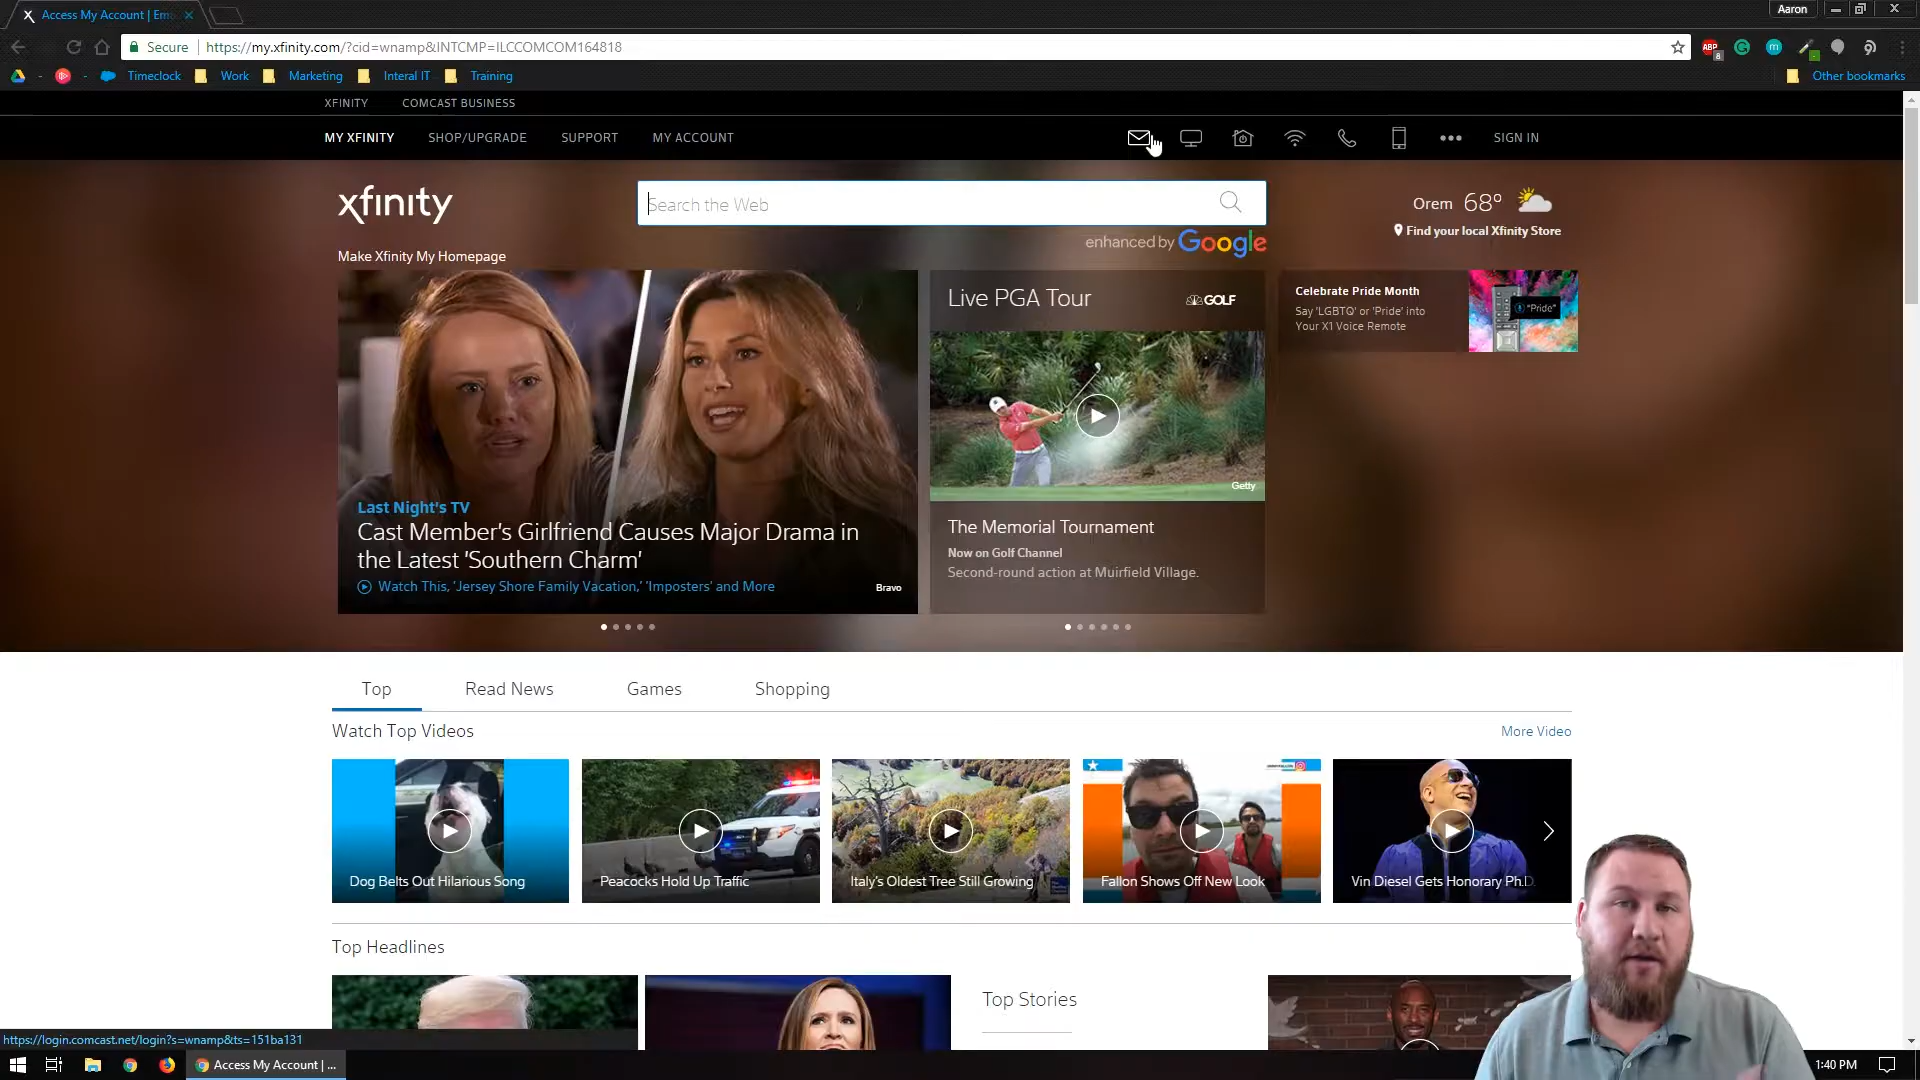 Access My Account | Em
Aaron
Secure
https://my.xfinity.com/?cid=wnamp&INTCMP=ILCCOMCOM164818
ABP
8
m
Timeclock
Work
Marketing
Interal IT
Training
Other bookmarks
XFINITY
COMCAST BUSINESS
MY XFINITY
SHOP/UPGRADE
SUPPORT
MY ACCOUNT
SIGN IN
xfinity
Search the Web
enhanced by Google
Orem 68°
Find your local Xfinity Store
Make Xfinity My Homepage
Last Night's TV
Cast Member's Girlfriend Causes Major Drama in
the Latest 'Southern Charm'
Watch This, 'Jersey Shore Family Vacation,' 'Imposters' and More
Bravo
Live PGA Tour
GOLF
Getty
The Memorial Tournament
Now on Golf Channel
Second-round action at Muirfield Village.
Celebrate Pride Month
Say 'LGBTQ' or 'Pride' into
Your X1 Voice Remote
"Pride"
Top
Read News
Games
Shopping
Watch Top Videos
More Video
Dog Belts Out Hilarious Song
Peacocks Hold Up Traffic
Italy's Oldest Tree Still Growing
Fallon Shows Off New Look
Vin Diesel Gets Honorary Ph.D.
Top Headlines
Top Stories
https://login.comcast.net/login?s=wnamp&ts=151ba131
Access My Account | ...
1:40 PM